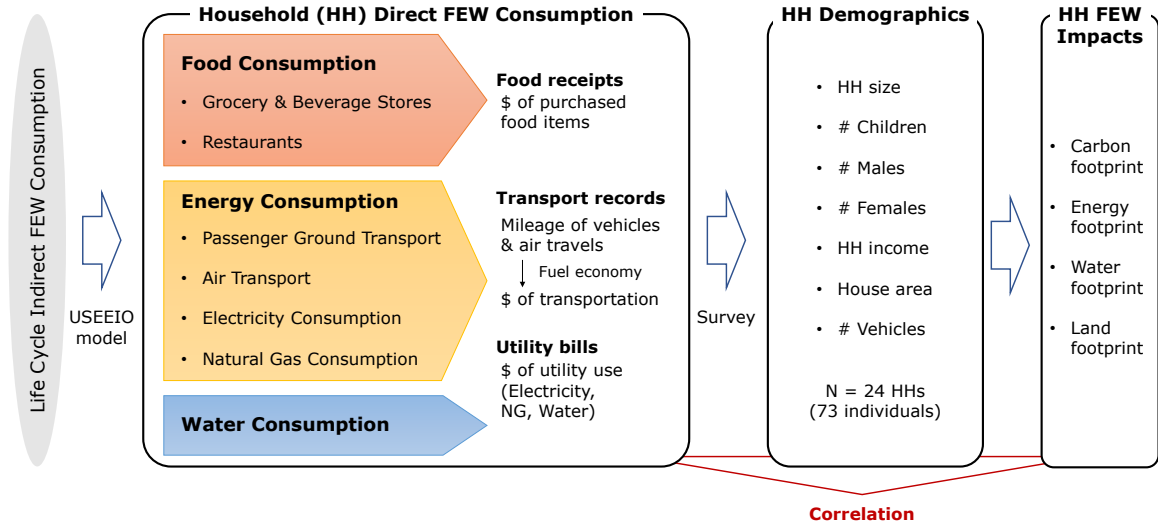 Life Cycle Indirect FEW Consumption
USEEIO
model
Household (HH) Direct FEW Consumption
Food Consumption
• Grocery & Beverage Stores
• Restaurants
Food receipts
$ of purchased
food items
Energy Consumption
• Passenger Ground Transport
• Air Transport
• Electricity Consumption
• Natural Gas Consumption
Transport records
Mileage of vehicles
& air travels
Fuel economy
$ of transportation
Utility bills
$ of utility use
(Electricity,
NG, Water)
Water Consumption
Survey
HH Demographics
• HH size
• # Children
• # Males
• # Females
• HH income
• House area
• # Vehicles
N = 24 HHs
(73 individuals)
HH FEW
Impacts
• Carbon
footprint
• Energy
footprint
• Water
footprint
• Land
footprint
Correlation